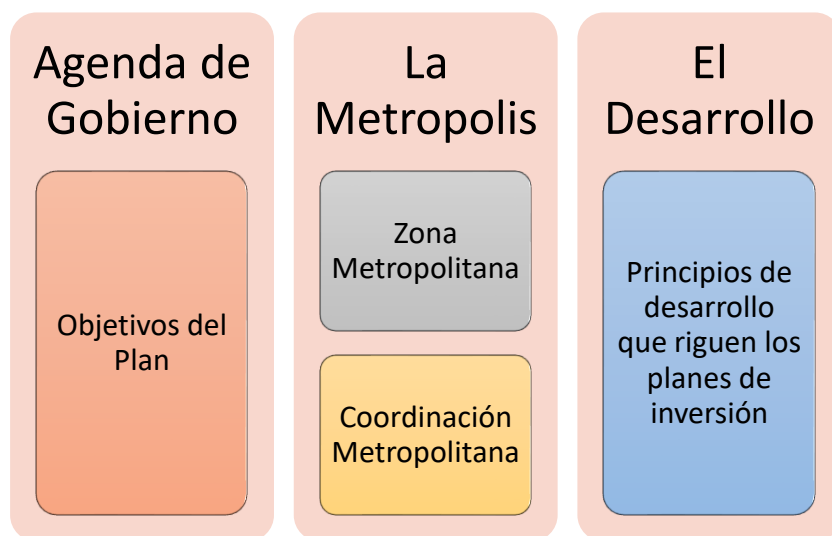 Agenda de
Gobierno
Objetivos del
Plan
La
Metropolis
Zona
Metropolitana
Coordinación
Metropolitana
El
Desarrollo
Principios de
desarrollo
que riguen los
planes de
inversión